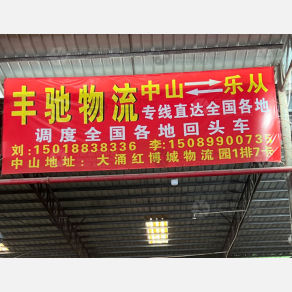 丰驰物流 中山⇌乐从
专线直达全国各地
调度全国各地回头车
刘:15018838336 李:15089900735
中山地址:大涌红博城物流园1排7卡